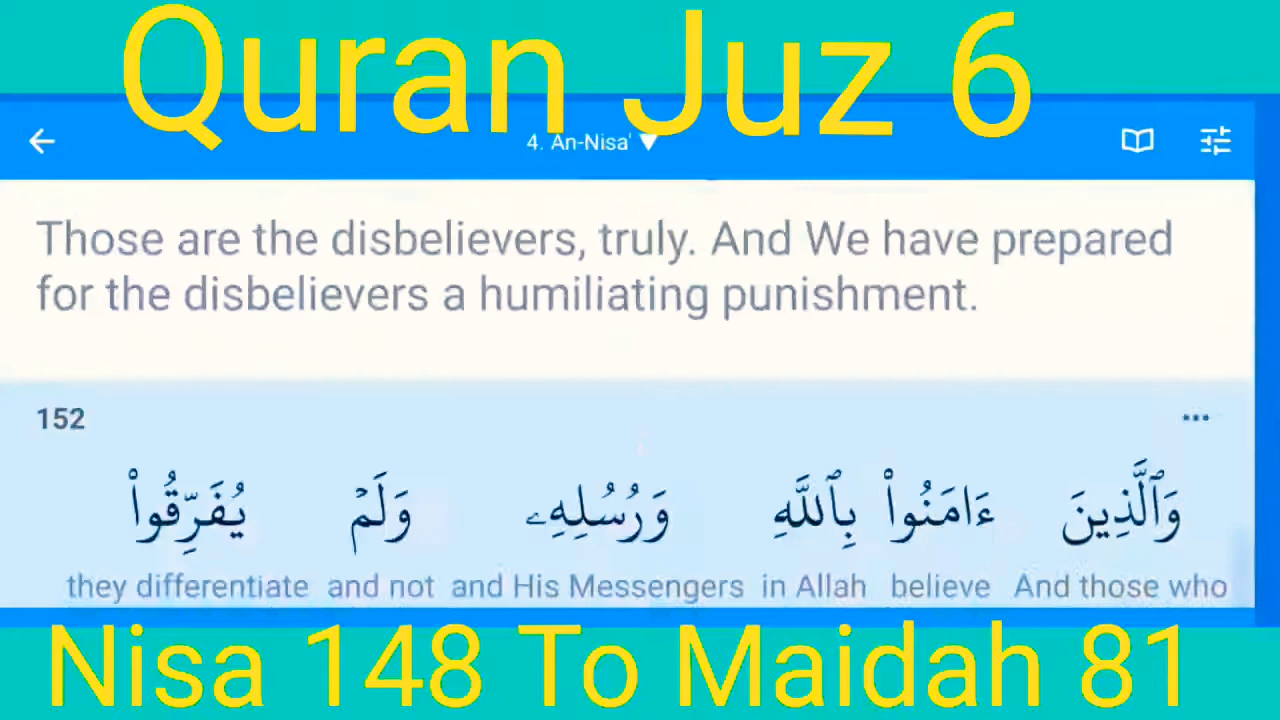 Quran Juz 6
4. An-Nisa'
Those are the disbelievers, truly. And We have prepared
for the disbelievers a humiliating punishment.
152
وَٱلَّذِينَ ءَامَنُوا۟ بِٱللَّهِ وَرُسُلِهِۦ وَلَمْ يُفَرِّقُوا۟
they differentiate and not and His Messengers in Allah believe And those who
Nisa 148 To Maidah 81